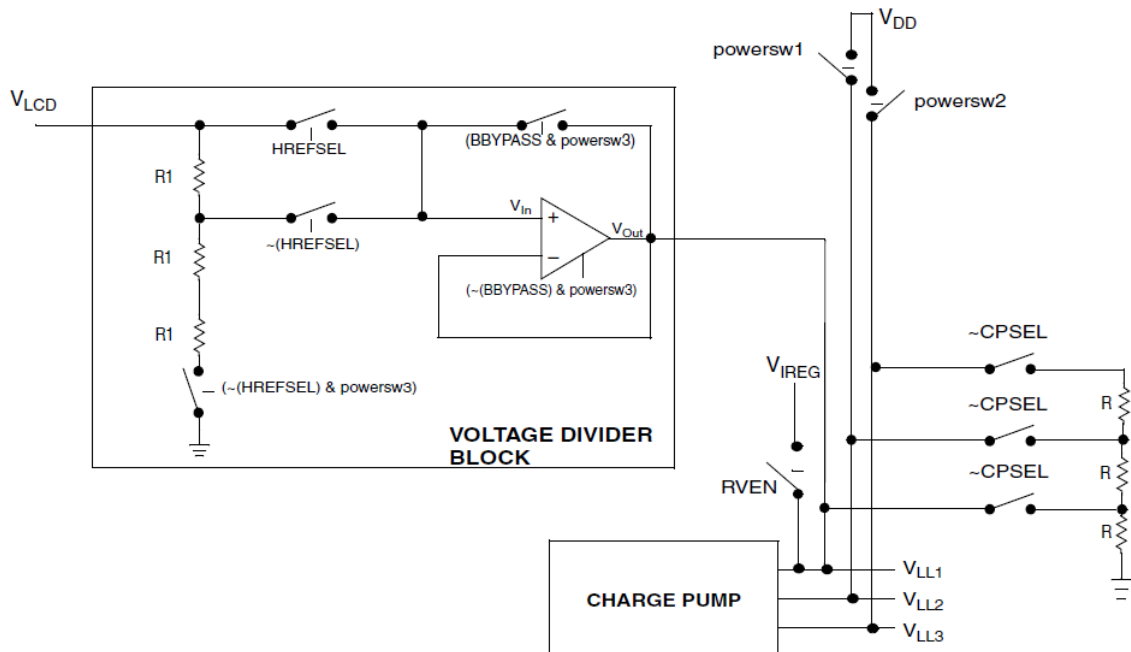 VDD
powersw1
powersw2
VLCD
HREFSEL
(BBYPASS & powersw3)
R1
VIn
+
VOut
~(HREFSEL)
−
R1
(~(BBYPASS) & powersw3)
R1
~CPSEL
VIREG
(~(HREFSEL) & powersw3)
R
~CPSEL
VOLTAGE DIVIDER
BLOCK
~CPSEL
R
RVEN
R
VLL1
CHARGE PUMP
VLL2
VLL3